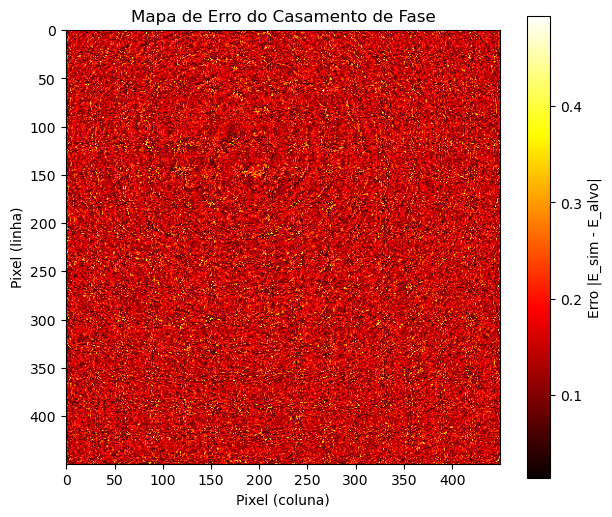 Mapa de Erro do Casamento de Fase
0
50
100
150
200
250
300
350
400
Pixel (linha)
0 50 100 150 200 250 300 350 400
Pixel (coluna)
0.4
0.3
0.2
0.1
Erro |E_sim - E_alvo|